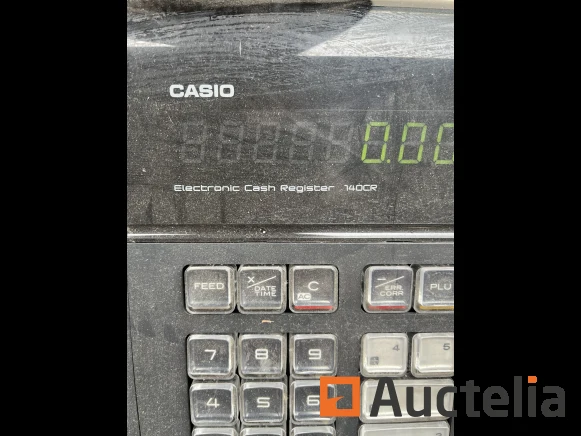 CASIO
0.00
Electronic Cash Register 140CR
FEED X DATE TIME C AC — ERR. CORR PLU
7 8 9 4 5
4 5 6
Auctelia